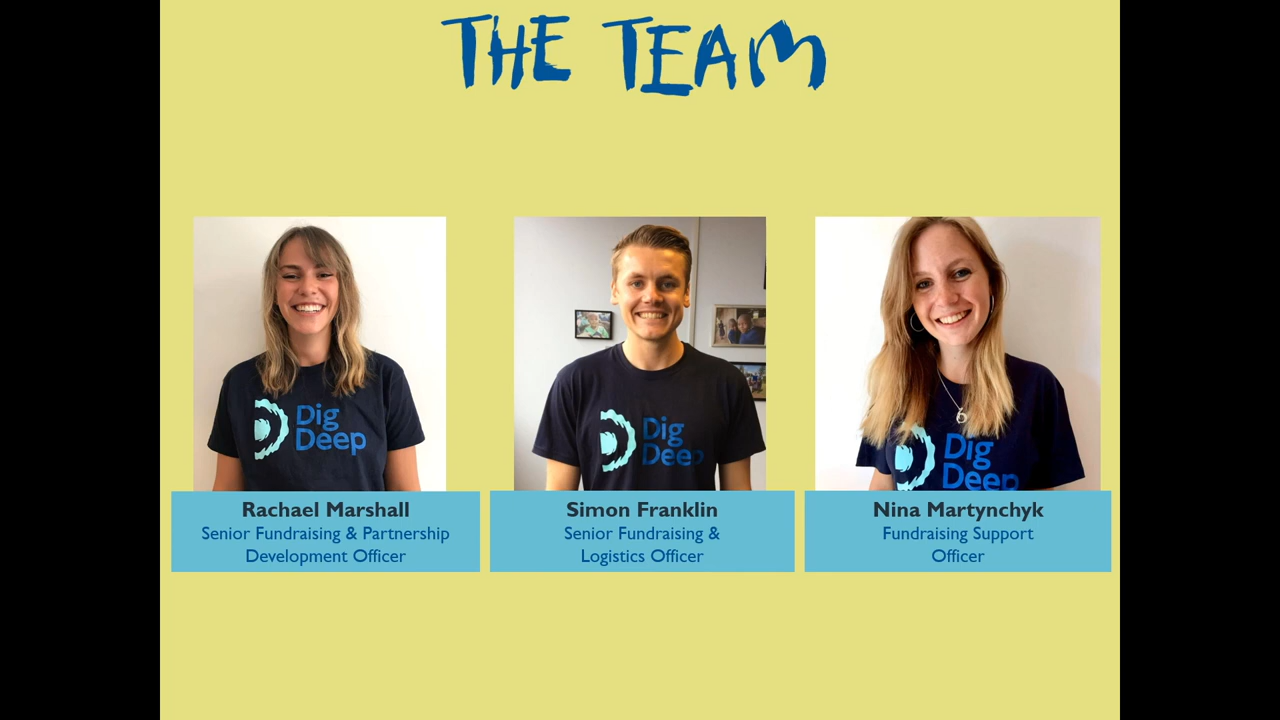 THE TEAM
Dig
Deep
Dig
Deep
Dig
Deep
Rachael Marshall
Senior Fundraising & Partnership
Development Officer
Simon Franklin
Senior Fundraising &
Logistics Officer
Nina Martynchyk
Fundraising Support
Officer